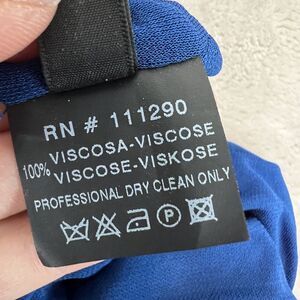 RN # 111290
100% VISCOSA-VISCOSE
VISCOSE-VISKOSE
PROFESSIONAL DRY CLEAN ONLY
P